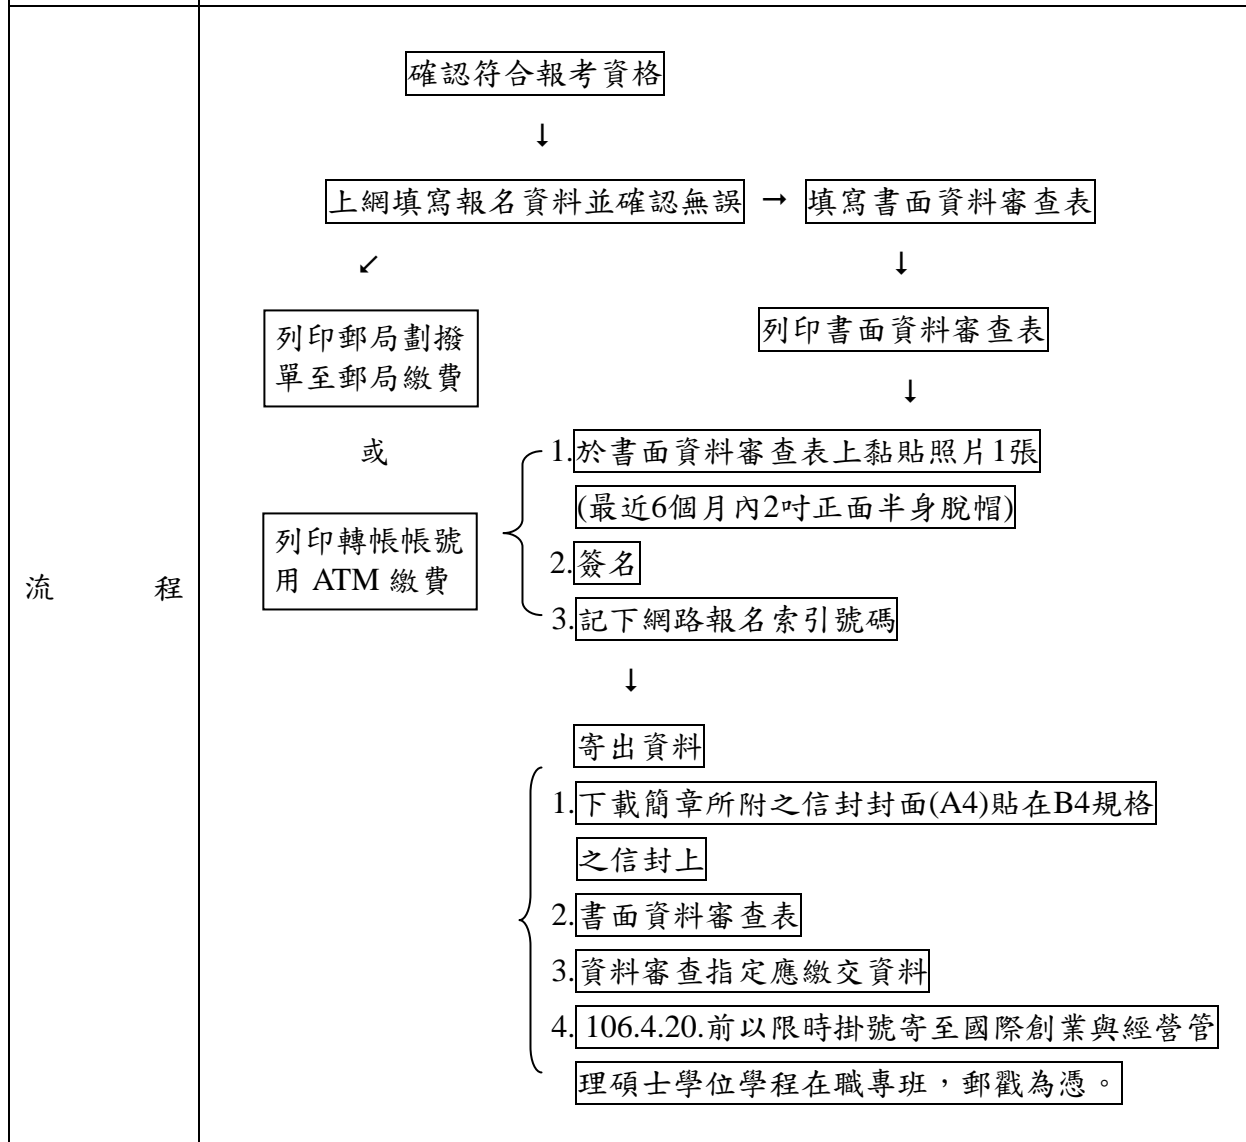 流程
確認符合報考資格
↓
上網填寫報名資料並確認無誤 → 填寫書面資料審查表
↙ ↓
列印郵局劃撥
單至郵局繳費
列印書面資料審查表
↓
或
列印轉帳帳號
用 ATM 繳費
1.於書面資料審查表上黏貼照片1張
(最近6個月內2吋正面半身脫帽)
2.簽名
3.記下網路報名索引號碼
↓
寄出資料
1.下載簡章所附之信封封面(A4)貼在B4規格
之信封上
2.書面資料審查表
3.資料審查指定應繳交資料
4. 106.4.20.前以限時掛號寄至國際創業與經營管
理碩士學位學程在職專班，郵戳為憑。